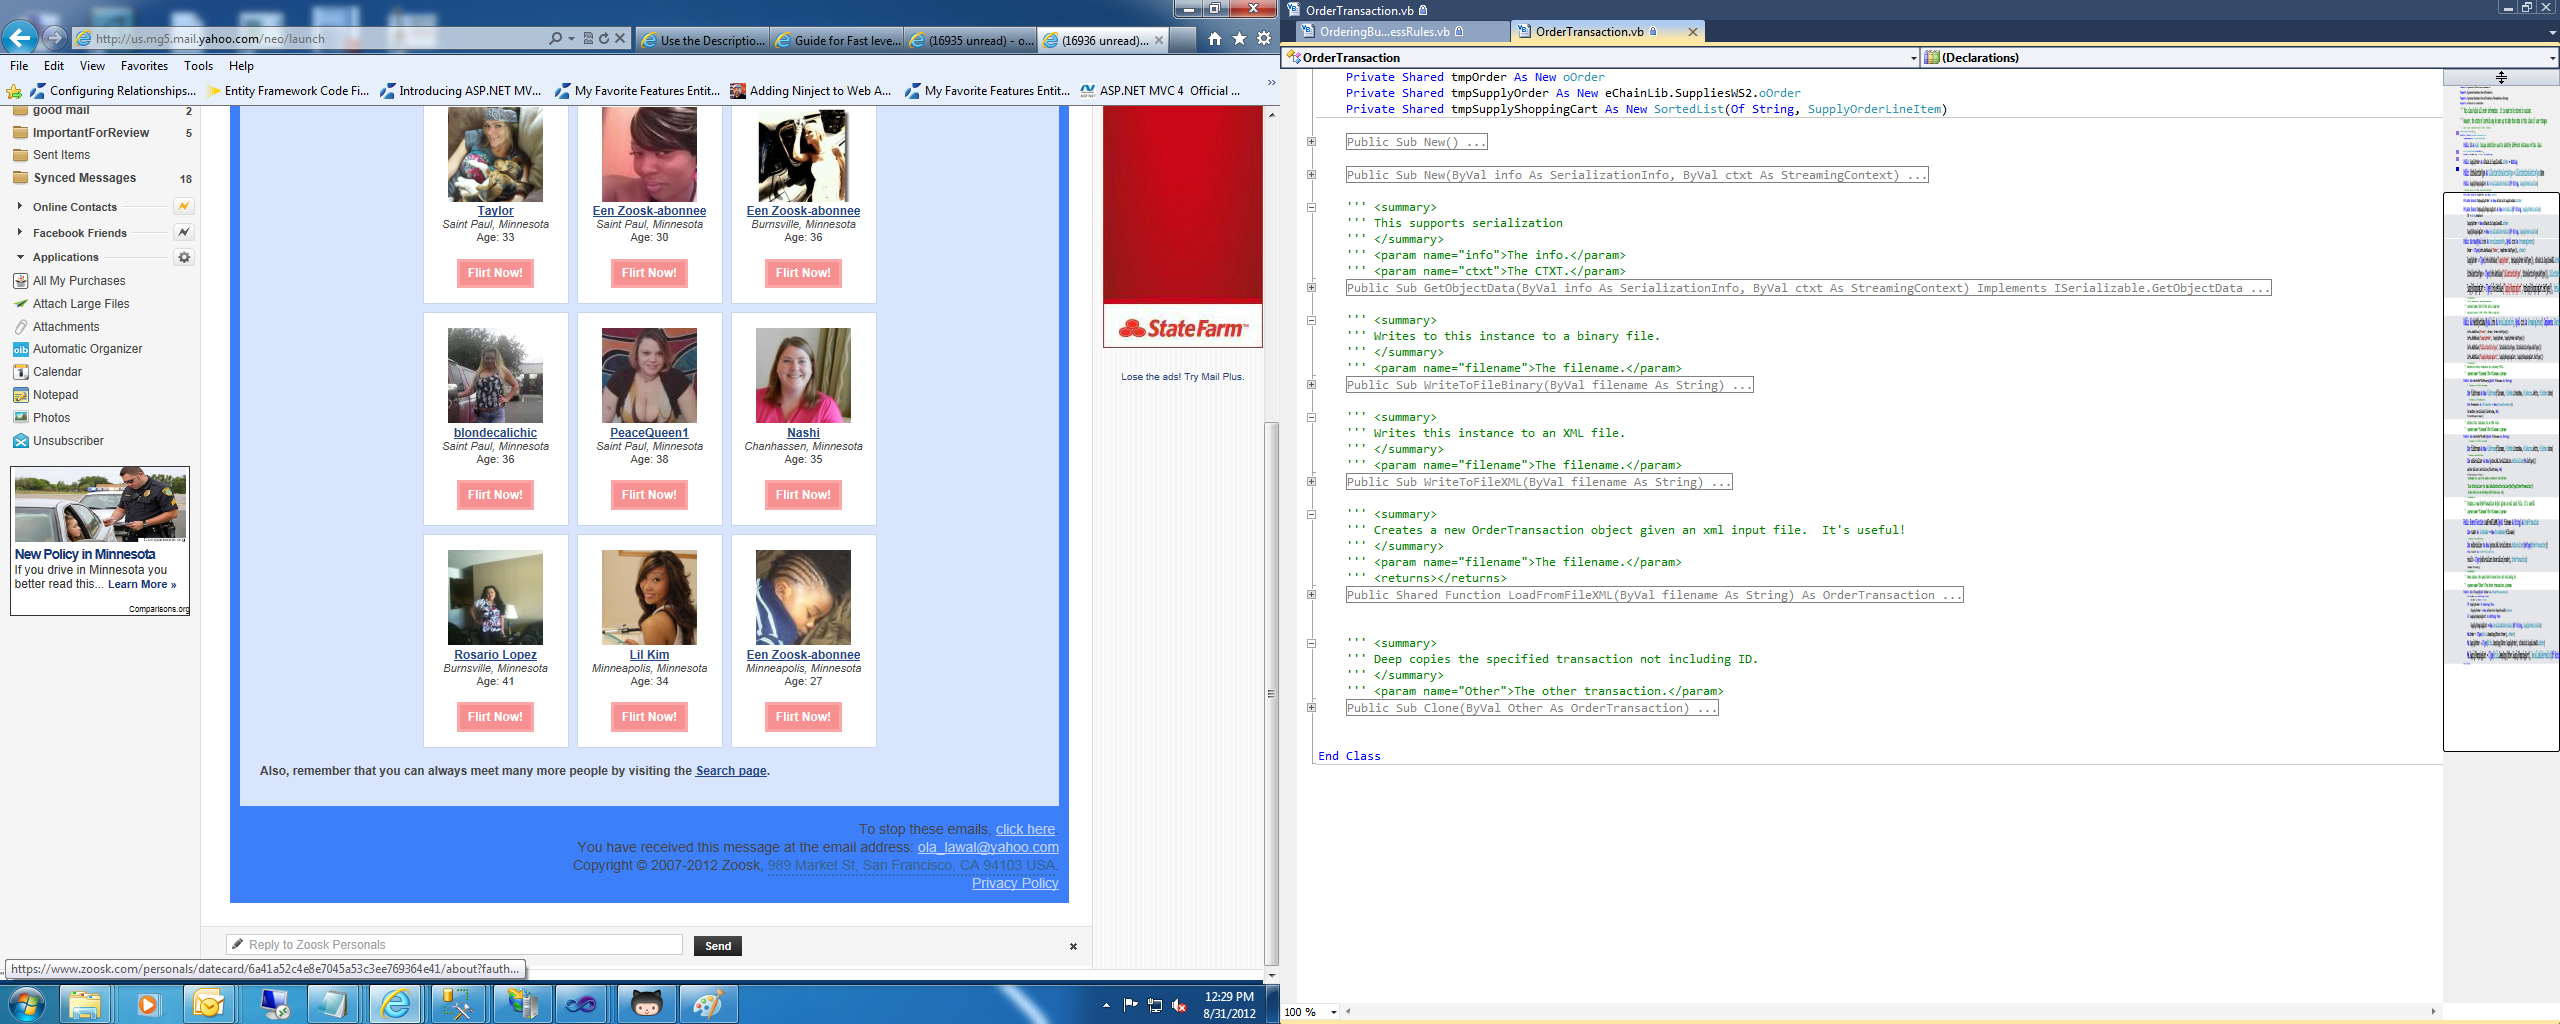 http://us.mg5.mail.yahoo.com/neo/launch
Use the Descriptio...
Guide for Fast leve...
(16935 unread) - o...
(16936 unread)...
File Edit View Favorites Tools Help
Configuring Relationships...
Entity Framework Code Fi...
Introducing ASP.NET MV...
My Favorite Features Entit...
Adding Ninject to Web A...
My Favorite Features Entit...
ASP.NET MVC 4 Official ...
good mail 2
ImportantForReview 5
Sent Items
Synced Messages 18
Online Contacts
Facebook Friends
Applications
All My Purchases
Attach Large Files
Attachments
Automatic Organizer
Calendar
Notepad
Photos
Unsubscriber
Comparisons.org
New Policy in Minnesota
If you drive in Minnesota you
better read this... Learn More »
Comparisons.org
Taylor
Saint Paul, Minnesota
Age: 33
Flirt Now!
Een Zoosk-abonnee
Saint Paul, Minnesota
Age: 30
Flirt Now!
Een Zoosk-abonnee
Burnsville, Minnesota
Age: 36
Flirt Now!
blondecalichic
Saint Paul, Minnesota
Age: 36
Flirt Now!
PeaceQueen1
Saint Paul, Minnesota
Age: 38
Flirt Now!
Nashi
Chanhassen, Minnesota
Age: 35
Flirt Now!
Rosario Lopez
Burnsville, Minnesota
Age: 41
Flirt Now!
Lil Kim
Minneapolis, Minnesota
Age: 34
Flirt Now!
Een Zoosk-abonnee
Minneapolis, Minnesota
Age: 27
Flirt Now!
Also, remember that you can always meet many more people by visiting the Search page.
To stop these emails, click here
You have received this message at the email address: ola_lawal@yahoo.com
Copyright © 2007-2012 Zoosk, 989 Market St, San Francisco, CA 94103 USA.
Privacy Policy
Reply to Zoosk Personals
Send
StateFarm™
Lose the ads! Try Mail Plus.
https://www.zoosk.com/personals/datecard/6a41a52c4e8e7045a53c3ee769364e41/about?fauth...
12:29 PM
8/31/2012
OrderTransaction.vb
OrderingBu...essRules.vb
OrderTransaction.vb
OrderTransaction
(Declarations)
Private Shared tmpOrder As New oOrder
Private Shared tmpSupplyOrder As New eChainLib.SuppliesWS2.oOrder
Private Shared tmpSupplyShoppingCart As New SortedList(Of String, SupplyOrderLineItem)
Public Sub New() ...
Public Sub New(ByVal info As SerializationInfo, ByVal ctxt As StreamingContext) ...
''' <summary>
''' This supports serialization
''' </summary>
''' <param name="info">The info.</param>
''' <param name="ctxt">The CTXT.</param>
Public Sub GetObjectData(ByVal info As SerializationInfo, ByVal ctxt As StreamingContext) Implements ISerializable.GetObjectData ...
''' <summary>
''' Writes to this instance to a binary file.
''' </summary>
''' <param name="filename">The filename.</param>
Public Sub WriteToFileBinary(ByVal filename As String) ...
''' <summary>
''' Writes this instance to an XML file.
''' </summary>
''' <param name="filename">The filename.</param>
Public Sub WriteToFileXML(ByVal filename As String) ...
''' <summary>
''' Creates a new OrderTransaction object given an xml input file.  It's useful!
''' </summary>
''' <param name="filename">The filename.</param>
''' <returns></returns>
Public Shared Function LoadFromFileXML(ByVal filename As String) As OrderTransaction ...
''' <summary>
''' Deep copies the specified transaction not including ID.
''' </summary>
''' <param name="Other">The other transaction.</param>
Public Sub Clone(ByVal Other As OrderTransaction) ...
End Class
100 %